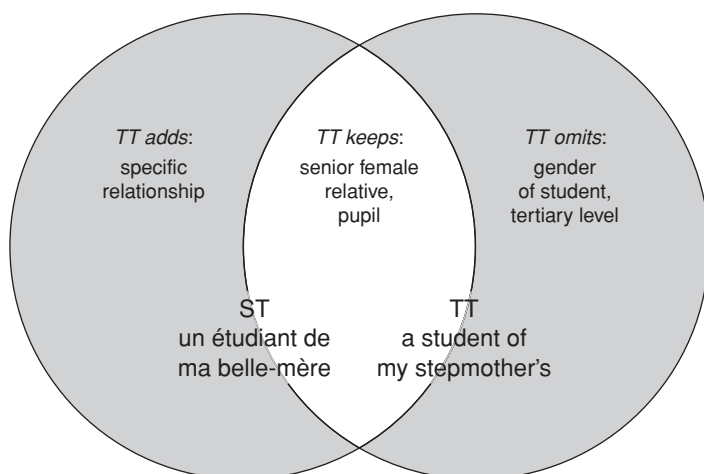 TT adds:
specific
relationship
TT keeps:
senior female
relative,
pupil
TT omits:
gender
of student,
tertiary level
ST
un étudiant de
ma belle-mère
TT
a student of
my stepmother's